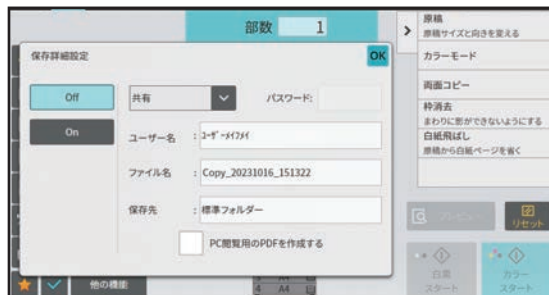 部数 1
保存詳細設定
OK
Off
On
共有
パスワード:
ユーザー名 : ﾕｰｻﾞｰﾒｲﾌﾒｲ
ファイル名 : Copy_20231016_151322
保存先 : 標準フォルダー
PC閲覧用のPDFを作成する
他の機能
4 A4
原稿
原稿サイズと向きを変える
カラーモード
両面コピー
枠消去
まわりに影ができないようにする
白紙飛ばし
原稿から白紙ページを省く
プレビュー
リセット
白黒
スタート
カラー
スタート